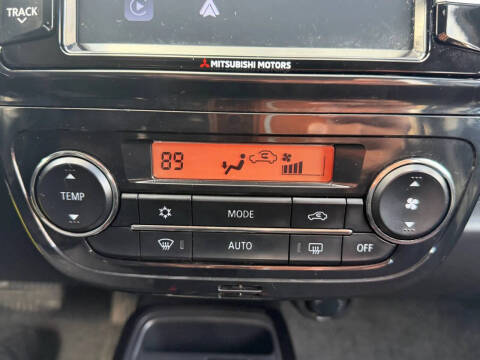 TRACK
MITSUBISHI MOTORS
89
TEMP
MODE
AUTO
OFF